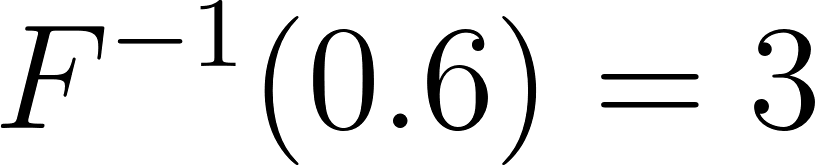 F⁻¹(0.6) = 3